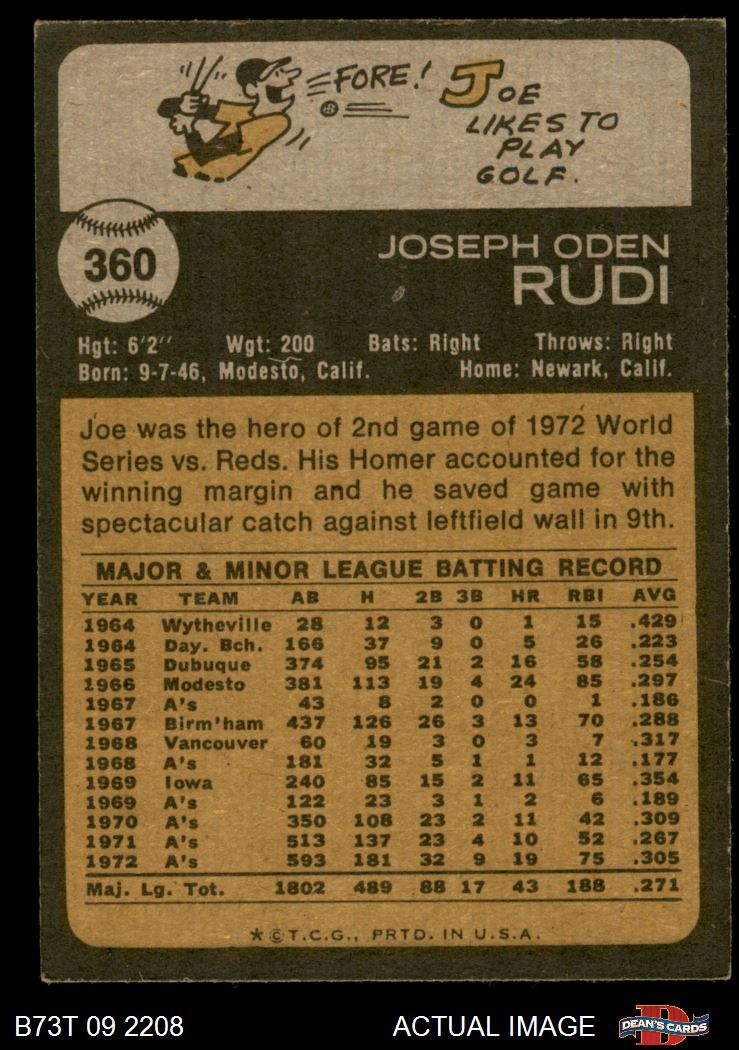 FORE! JOE
LIKES TO
PLAY
GOLF.
360
JOSEPH ODEN
RUDI
Hgt: 6'2'' Wgt: 200 Bats: Right Throws: Right
Born: 9-7-46, Modesto, Calif. Home: Newark, Calif.
Joe was the hero of 2nd game of 1972 World
Series vs. Reds. His Homer accounted for the
winning margin and he saved game with
spectacular catch against leftfield wall in 9th.
MAJOR & MINOR LEAGUE BATTING RECORD
YEAR TEAM AB H 2B 3B HR RBI AVG
1964 Wytheville 28 12 3 0 1 15 .429
1964 Day. Bch. 166 37 9 0 5 26 .223
1965 Dubuque 374 95 21 2 16 58 .254
1966 Modesto 381 113 19 4 24 85 .297
1967 A's 43 8 2 0 0 1 .186
1967 Birm'ham 437 126 26 3 13 70 .288
1968 Vancouver 60 19 3 0 3 7 .317
1968 A's 181 32 5 1 1 12 .177
1969 Iowa 240 85 15 2 11 65 .354
1969 A's 122 23 3 1 2 6 .189
1970 A's 350 108 23 2 11 42 .309
1971 A's 513 137 23 4 10 52 .267
1972 A's 593 181 32 9 19 75 .305
Maj. Lg. Tot. 1802 489 88 17 43 188 .271
*©T.C.G., PRTD. IN U.S.A.
B73T 09 2208 ACTUAL IMAGE D DEAN'S CARDS